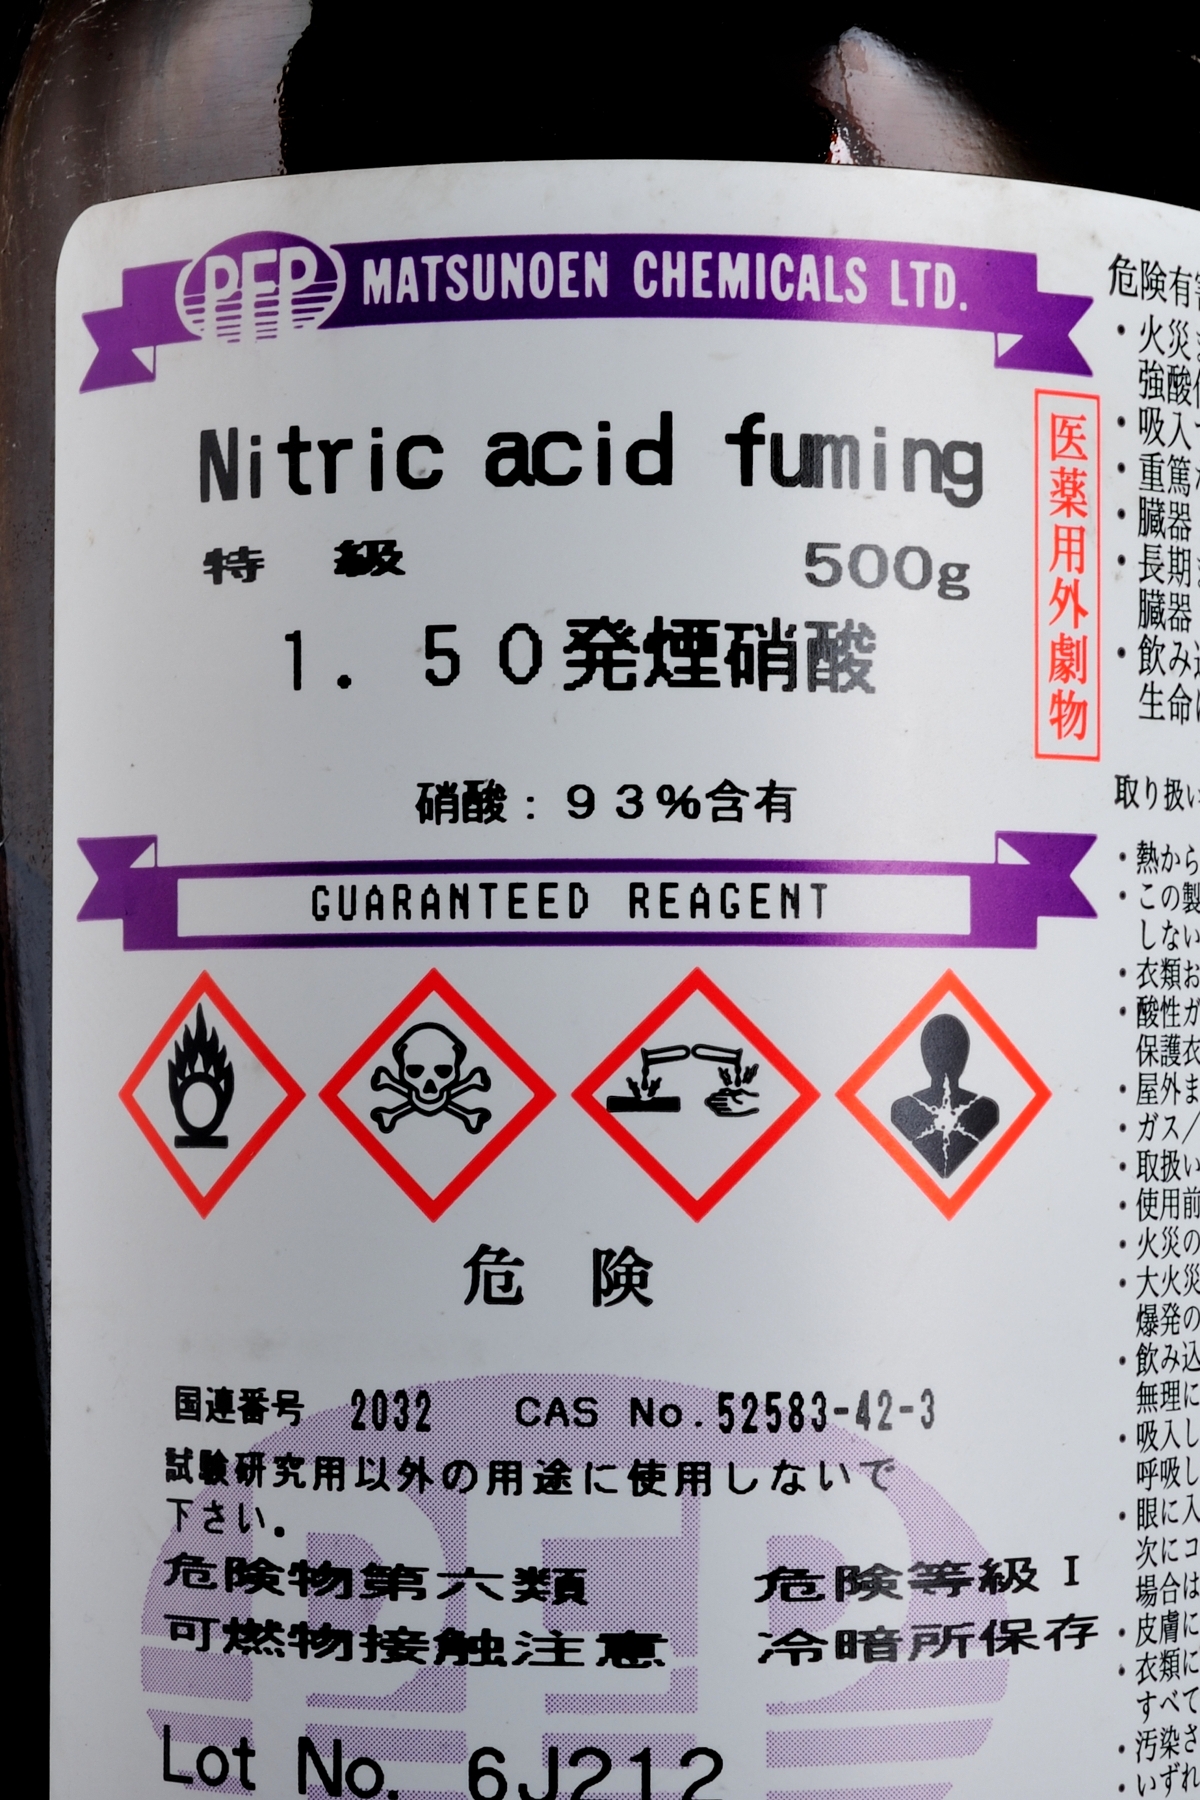 PFP MATSUNOEN CHEMICALS LTD.
Nitric acid fuming
特 級 500g
1. 50発煙硝酸
硝酸：93%含有
GUARANTEED REAGENT
医薬用外劇物
危 険
国連番号 2032 CAS No. 52583-42-3
試験研究用以外の用途に使用しないで
下さい。
危険物第六類 危険等級 I
可燃物接触注意 冷暗所保存
Lot No. 6J212
危険有害
・火災
強酸化
・吸入
・重篤
・臓器
・長期
臓器
・飲み込
生命
取り扱い
・熱から
・この製
しない
・衣類お
・酸性ガ
保護衣
・屋外ま
・ガス/
・取扱い
・使用前
・火災の
・大火災
爆発の
・飲み込
無理に
・吸入し
呼吸し
・眼に入
次にコ
場合は
・皮膚に
・衣類に
すべて
・汚染さ
・いずれ